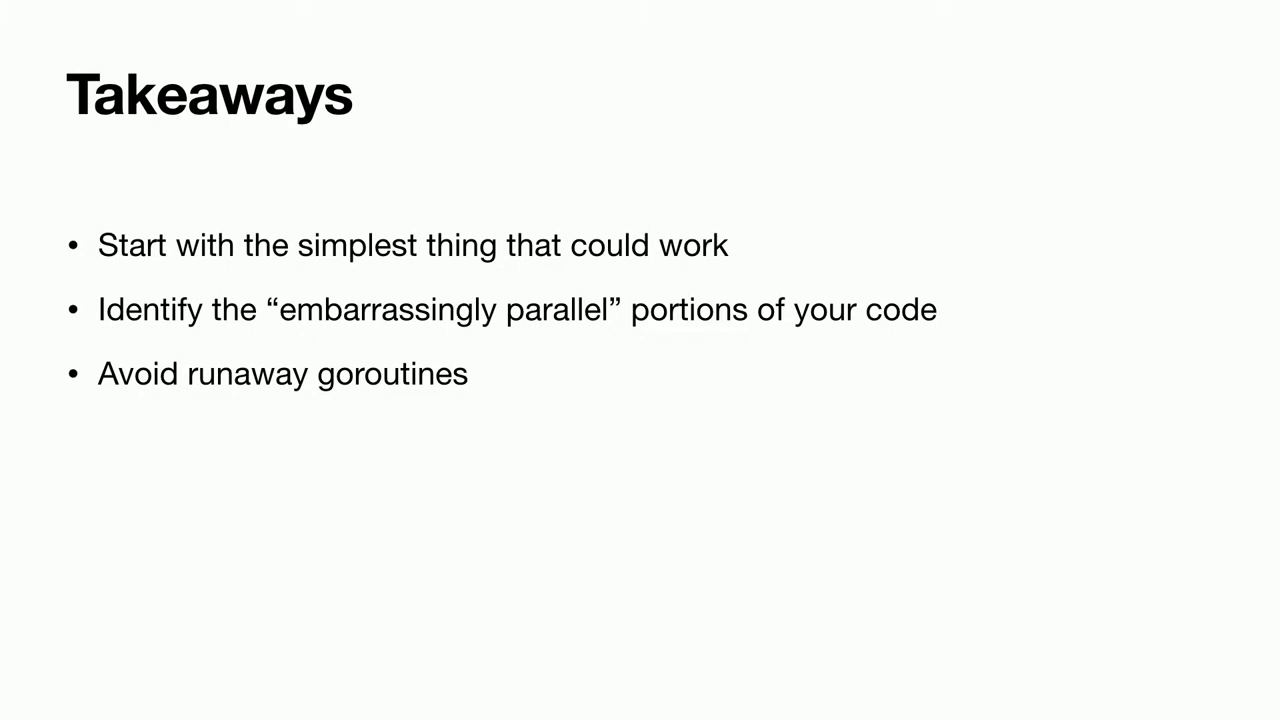 Takeaways
• Start with the simplest thing that could work
• Identify the “embarrassingly parallel” portions of your code
• Avoid runaway goroutines